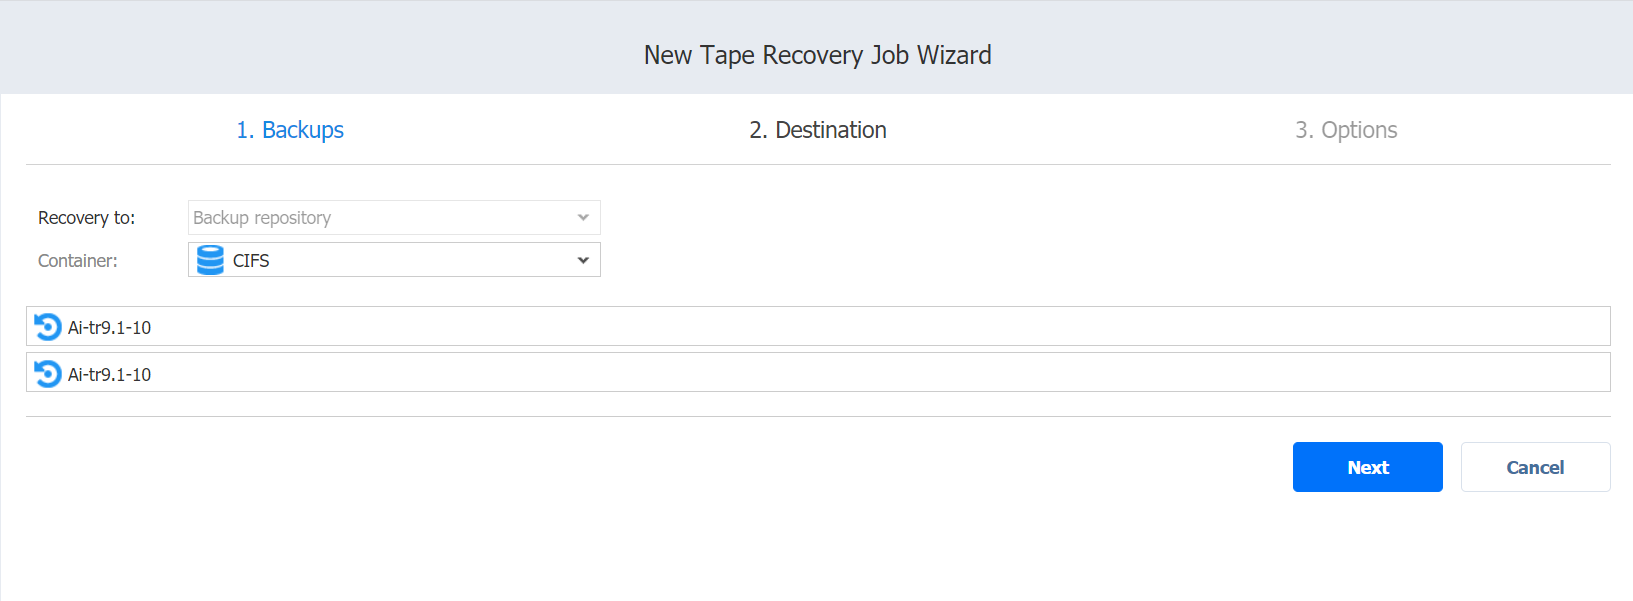 New Tape Recovery Job Wizard
1. Backups
2. Destination
3. Options
Recovery to:
Backup repository
Container:
CIFS
Ai-tr9.1-10
Ai-tr9.1-10
Next
Cancel